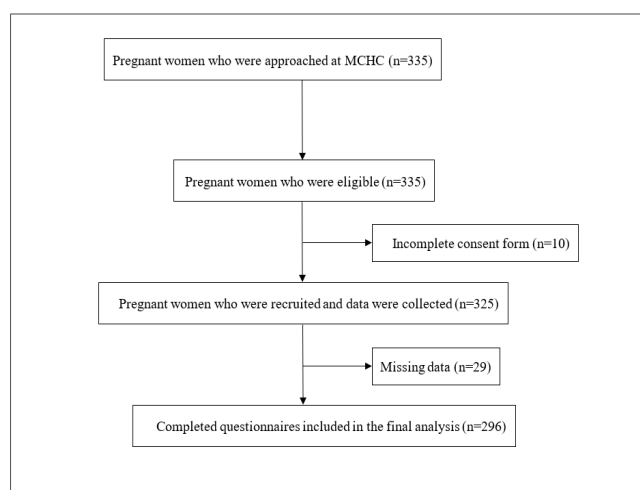 Pregnant women who were approached at MCHC (n=335)
Pregnant women who were eligible (n=335)
Incomplete consent form (n=10)
Pregnant women who were recruited and data were collected (n=325)
Missing data (n=29)
Completed questionnaires included in the final analysis (n=296)